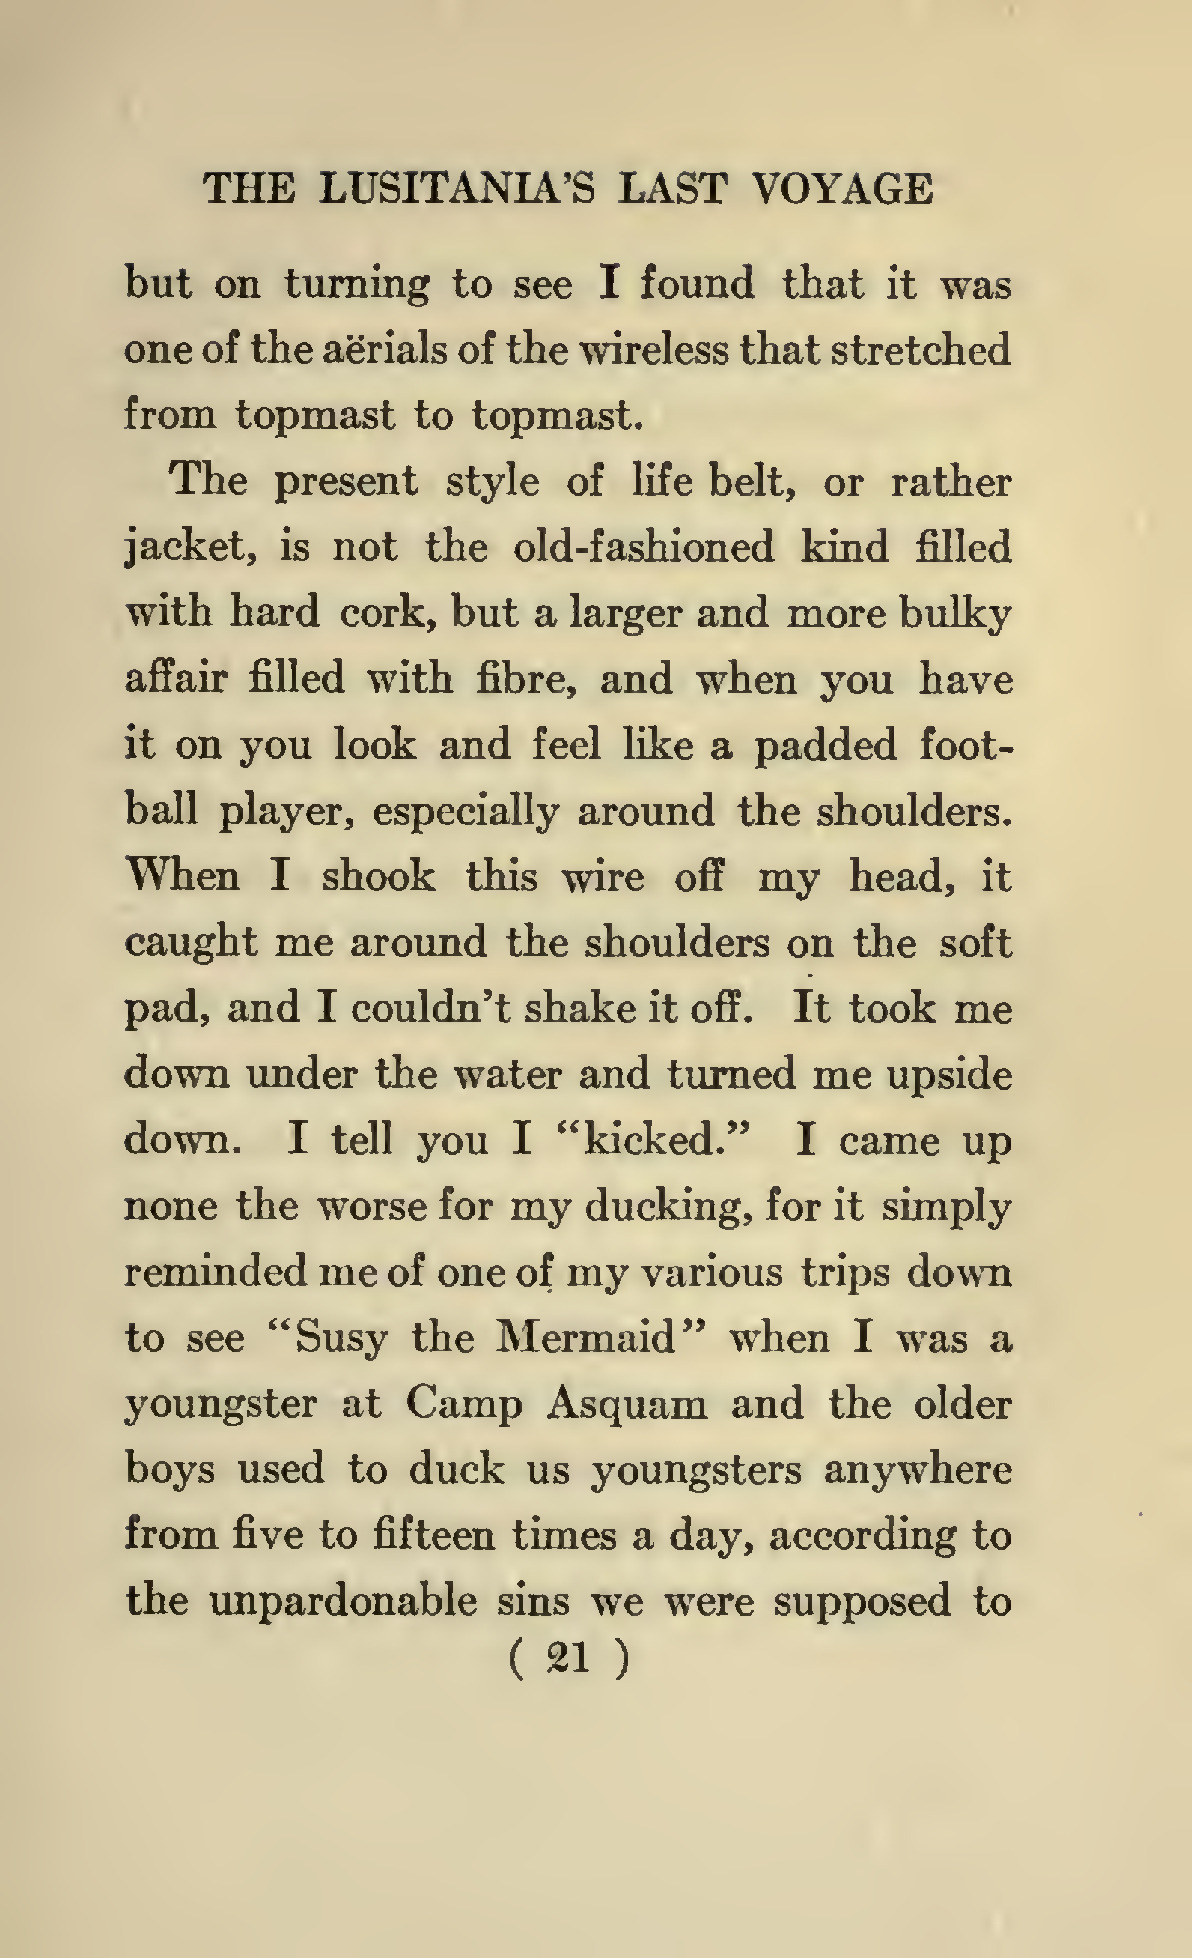 THE LUSITANIA'S LAST VOYAGE
but on turning to see I found that it was
one of the aërials of the wireless that stretched
from topmast to topmast.
The present style of life belt, or rather
jacket, is not the old-fashioned kind filled
with hard cork, but a larger and more bulky
affair filled with fibre, and when you have
it on you look and feel like a padded foot-
ball player, especially around the shoulders.
When I shook this wire off my head, it
caught me around the shoulders on the soft
pad, and I couldn't shake it off. It took me
down under the water and turned me upside
down. I tell you I "kicked." I came up
none the worse for my ducking, for it simply
reminded me of one of my various trips down
to see "Susy the Mermaid" when I was a
youngster at Camp Asquam and the older
boys used to duck us youngsters anywhere
from five to fifteen times a day, according to
the unpardonable sins we were supposed to
( 21 )